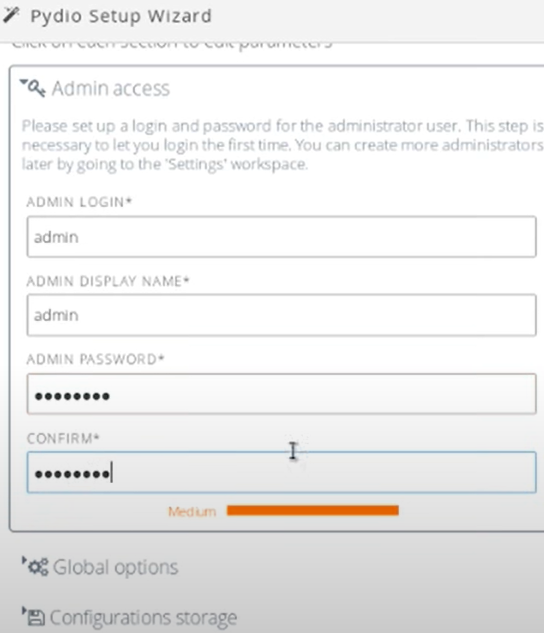 Pydio Setup Wizard
Click on each section to edit parameters
Admin access
Please set up a login and password for the administrator user. This step is
necessary to let you login the first time. You can create more administrators
later by going to the 'Settings' workspace.
ADMIN LOGIN*
admin
ADMIN DISPLAY NAME*
admin
ADMIN PASSWORD*
••••••••
CONFIRM*
••••••••
Medium
Global options
Configurations storage